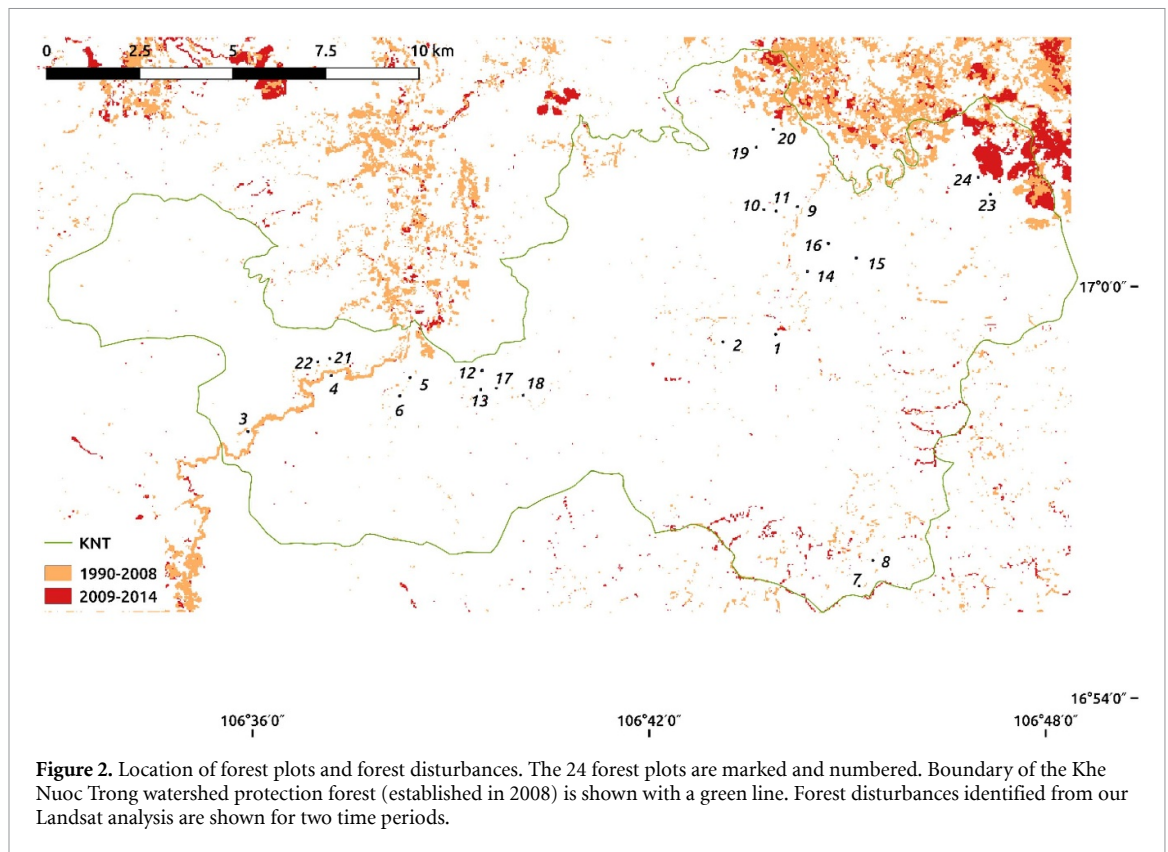 0 2.5 5 7.5 10 km
20
19
24
23
11
10 9
16
15
14
17°0′0″
2 1
22 21
12
4 5 17 18
6 13
3
KNT
1990-2008
2009-2014
8
7
16°54′0″
106°36′0″ 106°42′0″ 106°48′0″
Figure 2. Location of forest plots and forest disturbances. The 24 forest plots are marked and numbered. Boundary of the Khe
Nuoc Trong watershed protection forest (established in 2008) is shown with a green line. Forest disturbances identified from our
Landsat analysis are shown for two time periods.